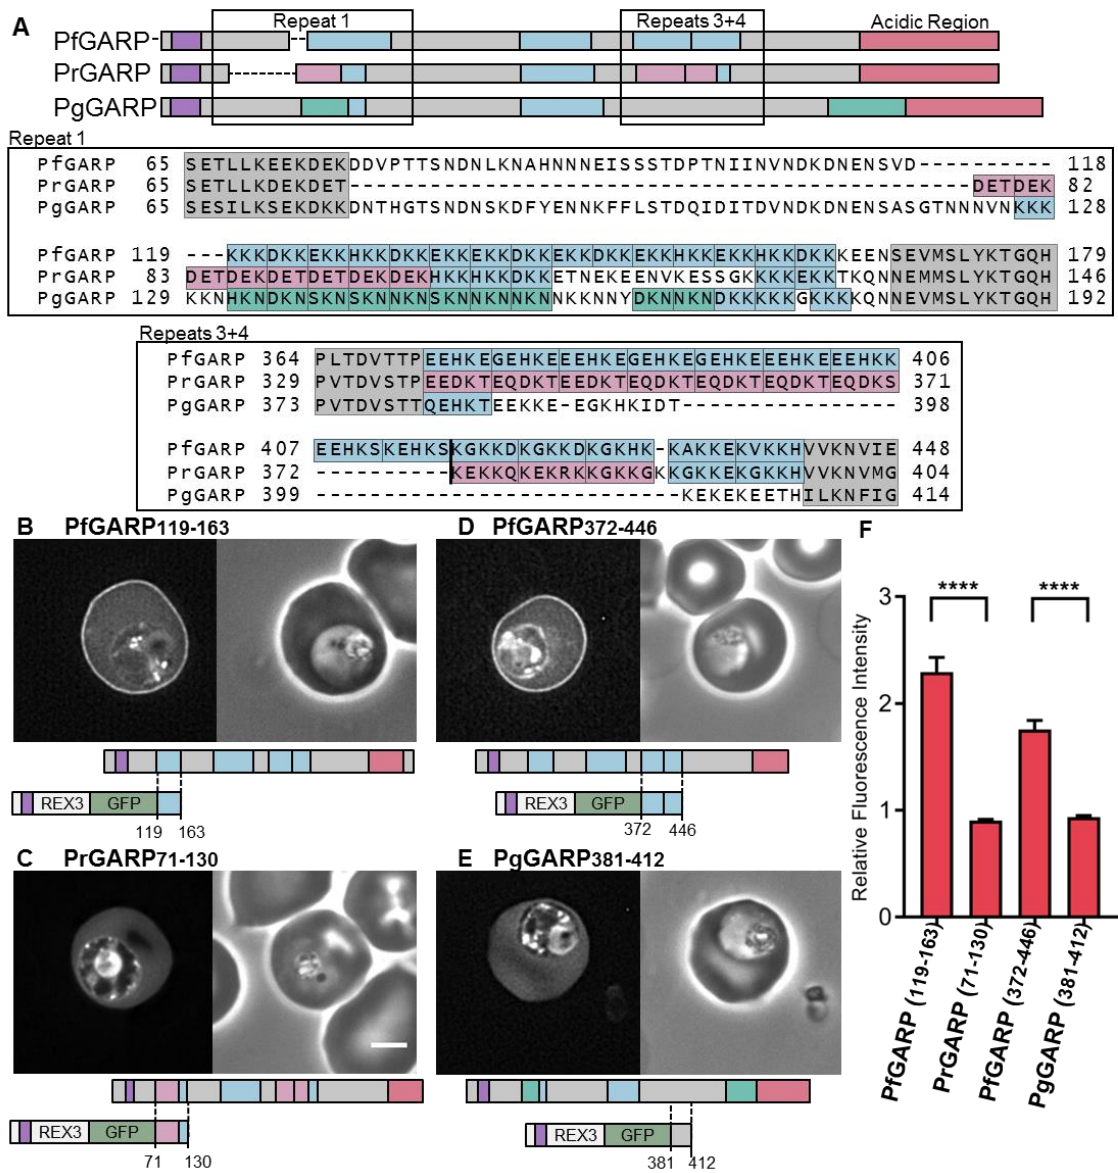 A
Repeat 1
Repeats 3+4
Acidic Region
PfGARP
PrGARP
PgGARP
Repeat 1
PfGARP 65 SETLLKEEKDEKDDVPTTSNDNLKNAHNNNEISSSTDPTNIINVNDKDNENSVD---------- 118
PrGARP 65 SETLLKDEKDET----------------------------------------------DETDEK 82
PgGARP 65 SESILKSEKDKKDNTHGTSNDNSKDFYENNKFFLSTDQIDITDVNDKDNENSASGTNNNVNKKK 128
PfGARP 119 ---KKKDKKEKKHKKDKKEKKEKKDKKEKKDKKEKKHKKEKKHKKDKKKEENSEVMSLYKTGQH 179
PrGARP 83 DETDEKDETDETDEKDEKHKKHKKDKKETNEKEENVKESSGKKKKEKKTKQNNEMMSLYKTGQH 146
PgGARP 129 KKNHKNDKNSKNSKNNKNSKNNKNNKNNKKNNYDKNNKNDKKKKKGKKKKQNNEVMSLYKTGQH 192
Repeats 3+4
PfGARP 364 PLTDVTTPEEHKEGEHKEEEHKEGEHKEGEHKEEEHKEEEHKK 406
PrGARP 329 PVTDVSTPEEDKTEQDKTEEDKTEQDKTEQDKTEQDKTEQDKS 371
PgGARP 373 PVTDVSTTQEHKTEEKKE-EGKHKIDT---------------- 398
PfGARP 407 EEHKSKEHKSKGKKDKGKKDKGKHK-KAKKEKVKKHVVKNVIE 448
PrGARP 372 ----------KEKKQKEKRKKGKKGKKGKKEGKKHVVKNVMG 404
PgGARP 399 ---------------------------KEKEKEETHILKNFIG 414
B PfGARP119-163
D PfGARP372-446
F
REX3 GFP
119 163
REX3 GFP
372 446
C PrGARP71-130
E PgGARP381-412
REX3 GFP
71 130
REX3 GFP
381 412
Relative Fluorescence Intensity
3
2
1
0
**** ****
PfGARP (119-163)
PrGARP (71-130)
PfGARP (372-446)
PgGARP (381-412)